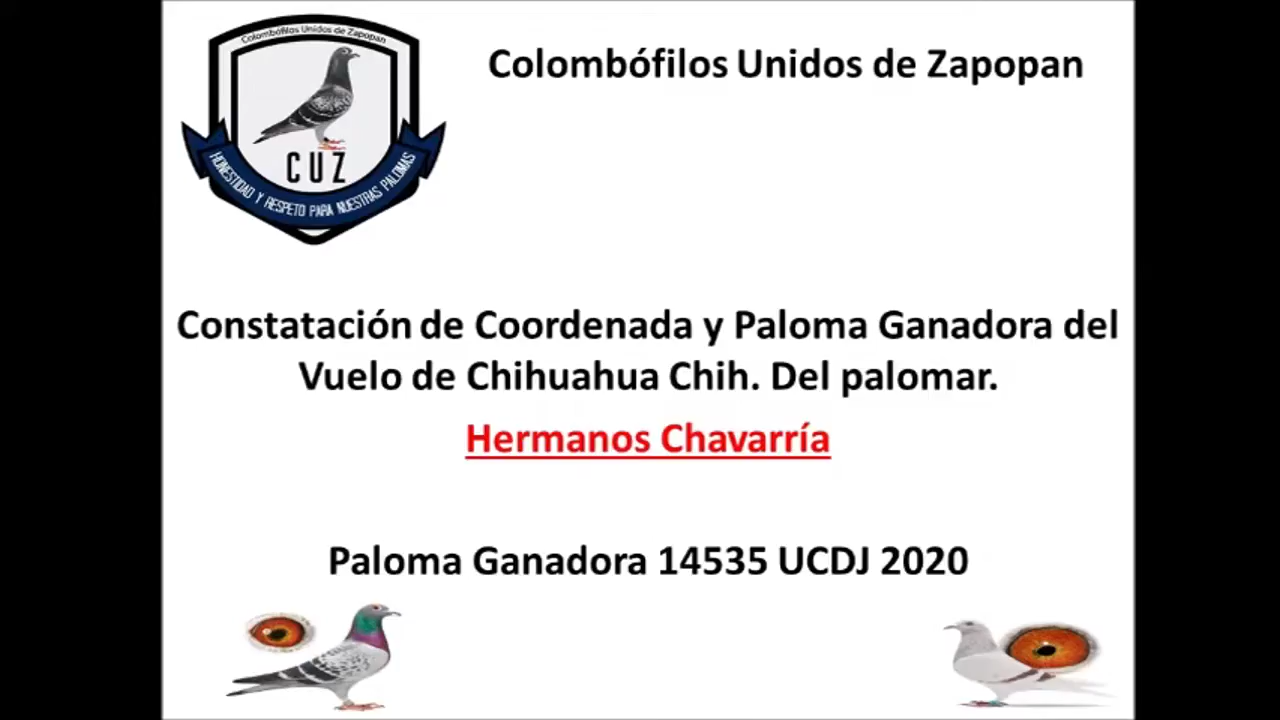 Colombófilos Unidos de Zapopan
CUZ
HONESTIDAD Y RESPETO PARA NUESTRAS PALOMAS
Colombófilos Unidos de Zapopan
Constatación de Coordenada y Paloma Ganadora del
Vuelo de Chihuahua Chih. Del palomar.
Hermanos Chavarría
Paloma Ganadora 14535 UCDJ 2020